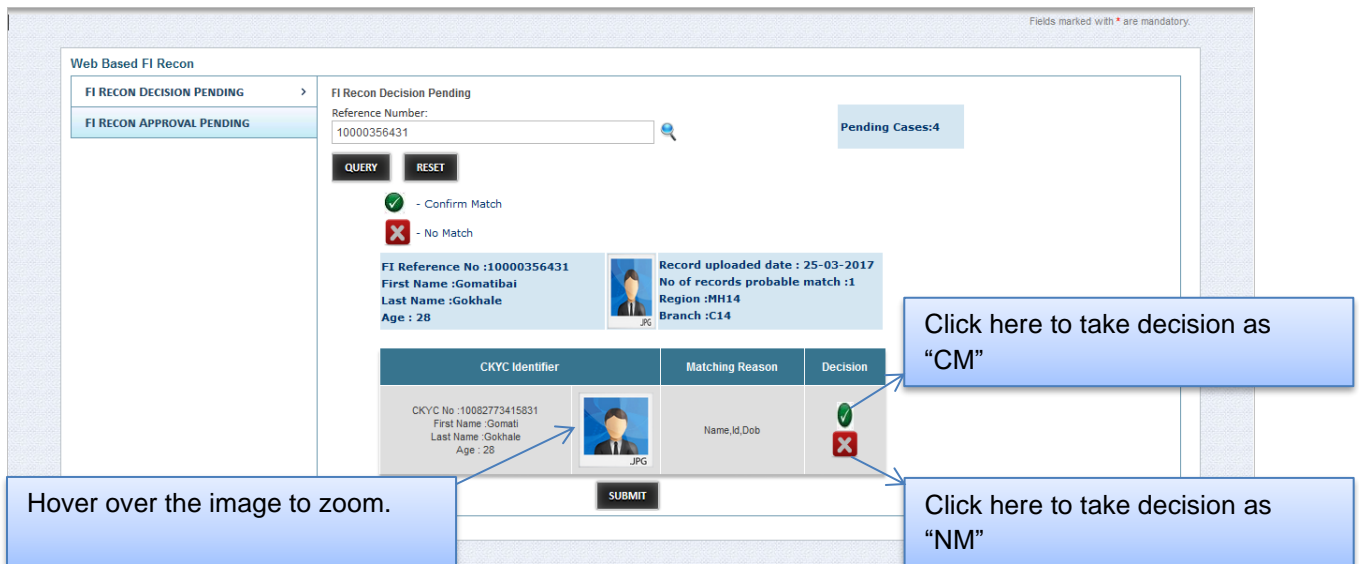 Fields marked with * are mandatory.
Web Based FI Recon
FI RECON DECISION PENDING >
FI RECON APPROVAL PENDING
FI Recon Decision Pending
Reference Number:
10000356431
Pending Cases:4
QUERY RESET
- Confirm Match
- No Match
FI Reference No :10000356431
First Name :Gomatibai
Last Name :Gokhale
Age : 28
JPG
Record uploaded date : 25-03-2017
No of records probable match :1
Region :MH14
Branch :C14
Click here to take decision as
“CM”
CKYC Identifier Matching Reason Decision
CKYC No :10082773415831
First Name :Gomati
Last Name :Gokhale
Age : 28
JPG
Name,Id,Dob
SUBMIT
Hover over the image to zoom.
Click here to take decision as
“NM”